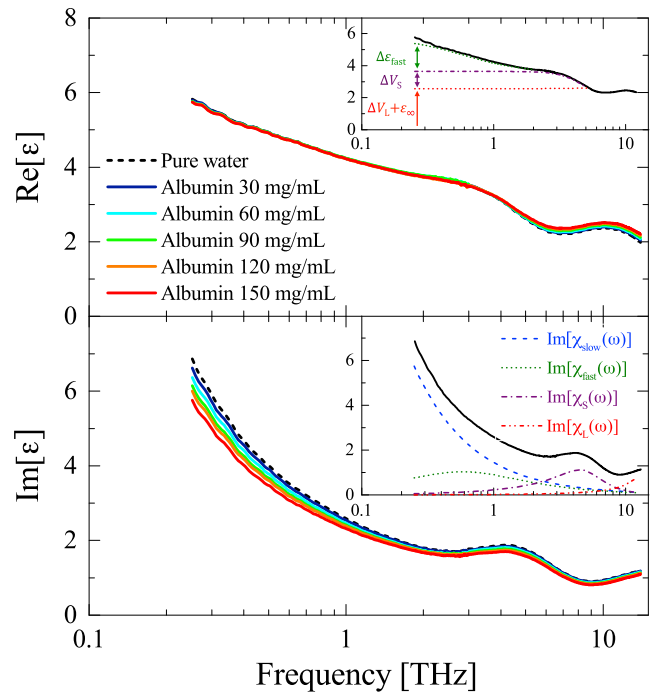 6
4
2
0
0.1
1
10
Δε_fast
ΔV_S
ΔV_L+ε_∞
8
6
4
2
0
Re[ε]
Pure water
Albumin 30 mg/mL
Albumin 60 mg/mL
Albumin 90 mg/mL
Albumin 120 mg/mL
Albumin 150 mg/mL
8
6
4
2
0
Im[ε]
6
4
2
0
0.1
1
10
Im[χ_slow(ω)]
Im[χ_fast(ω)]
Im[χ_S(ω)]
Im[χ_L(ω)]
0.1
1
10
Frequency [THz]